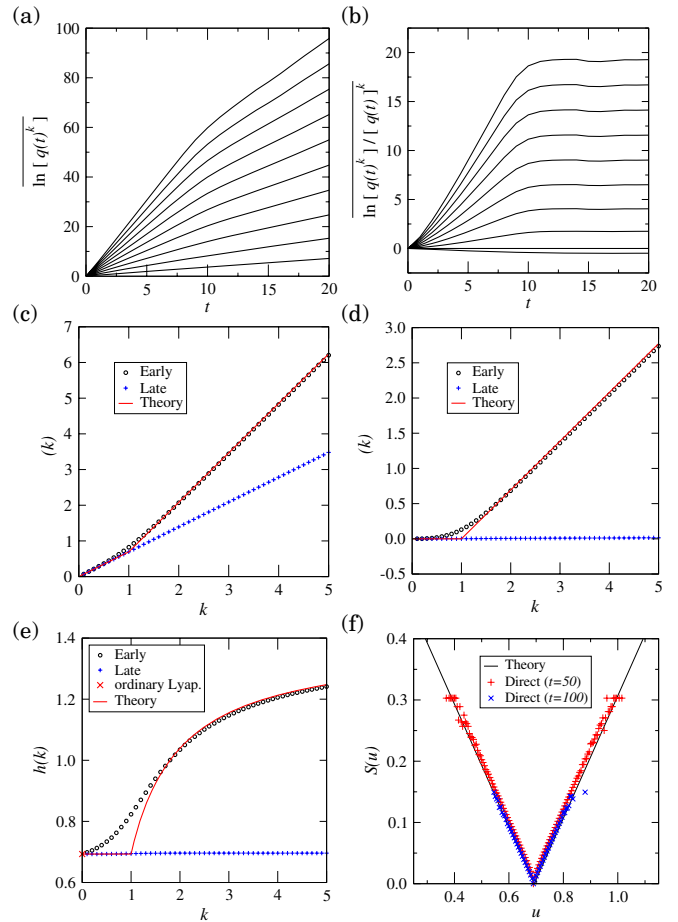 (a)
100
80
60
40
20
0
ln [ q(t)^k ]
0
5
10
15
20
t
(b)
20
15
10
5
0
ln [ q(t)^k ] / [ q(t) ]^k
0
5
10
15
20
t
(c)
7
6
5
4
3
2
1
0
(k)
Early
Late
Theory
0
1
2
3
4
5
k
(d)
3.0
2.5
2.0
1.5
1.0
0.5
0.0
-0.5
(k)
Early
Late
Theory
0
1
2
3
4
5
k
(e)
1.4
1.2
1.0
0.8
0.6
h(k)
Early
Late
ordinary Lyap.
Theory
0
1
2
3
4
5
k
(f)
0.4
0.3
0.2
0.1
0.0
S(u)
Theory
Direct (t=50)
Direct (t=100)
0.4
0.6
0.8
1.0
u